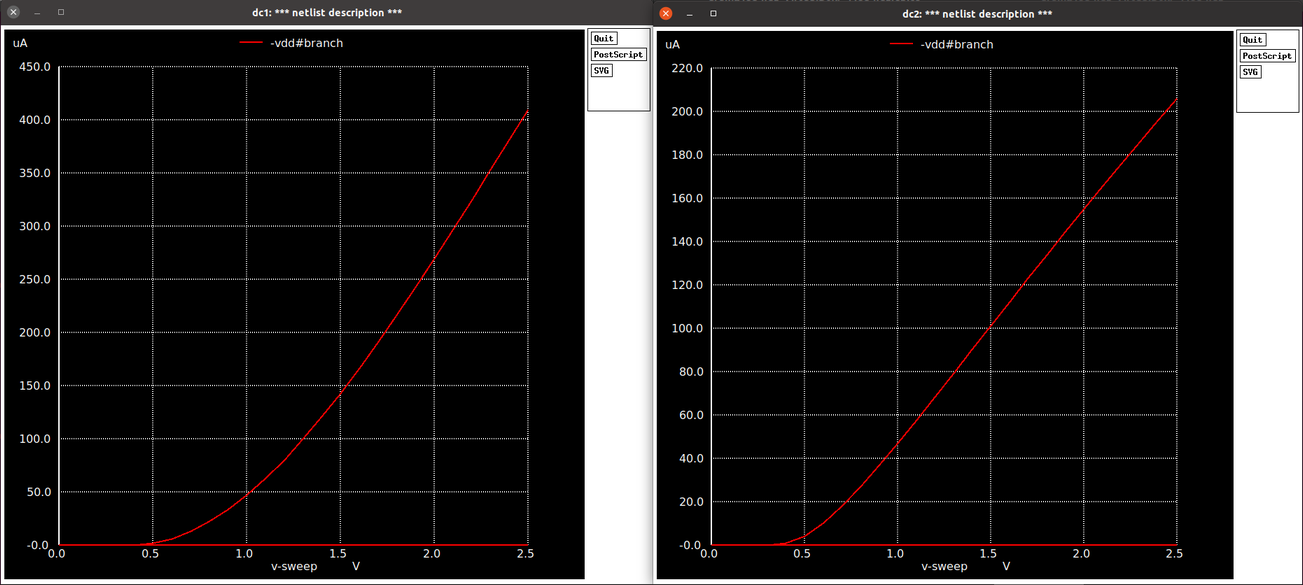 dc1: *** netlist description ***
uA
-vdd#branch
450.0
400.0
350.0
300.0
250.0
200.0
150.0
100.0
50.0
-0.0
0.0 0.5 1.0 1.5 2.0 2.5
v-sweep V
Quit
PostScript
SVG
dc2: *** netlist description ***
uA
-vdd#branch
220.0
200.0
180.0
160.0
140.0
120.0
100.0
80.0
60.0
40.0
20.0
-0.0
0.0 0.5 1.0 1.5 2.0 2.5
v-sweep V
Quit
PostScript
SVG